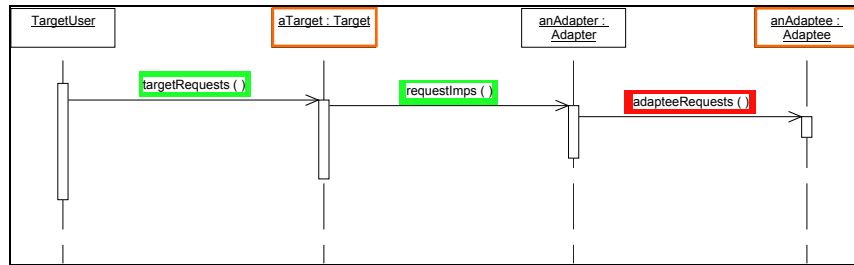 TargetUser
aTarget : Target
anAdapter :
Adapter
anAdaptee :
Adaptee
targetRequests ( )
requestImps ( )
adapteeRequests ( )